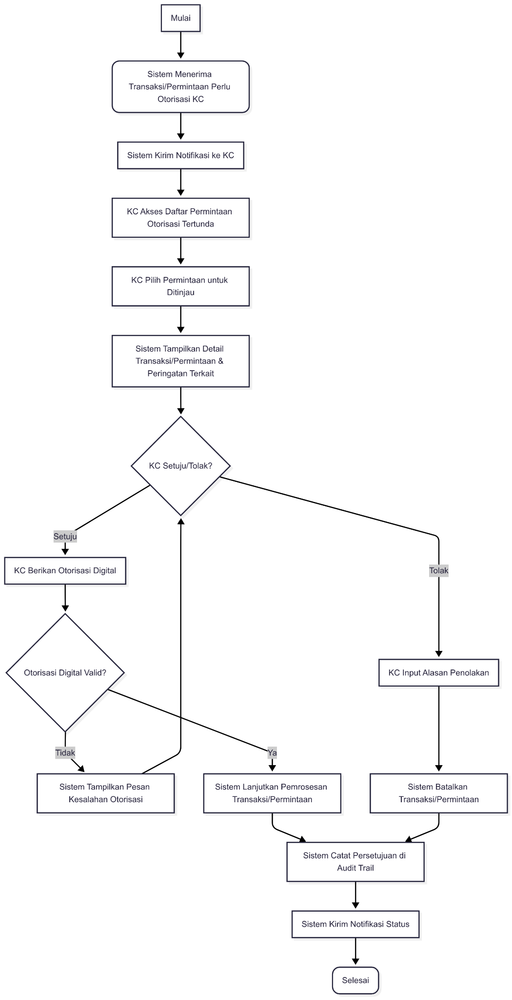 Mulai
Sistem Menerima
Transaksi/Permintaan Perlu
Otorisasi KC
Sistem Kirim Notifikasi ke KC
KC Akses Daftar Permintaan
Otorisasi Tertunda
KC Pilih Permintaan untuk
Ditinjau
Sistem Tampilkan Detail
Transaksi/Permintaan &
Peringatan Terkait
KC Setuju/Tolak?
Setuju
KC Berikan Otorisasi Digital
Tolak
Otorisasi Digital Valid?
KC Input Alasan Penolakan
Tidak
Ya
Sistem Tampilkan Pesan
Kesalahan Otorisasi
Sistem Lanjutkan Pemrosesan
Transaksi/Permintaan
Sistem Batalkan
Transaksi/Permintaan
Sistem Catat Persetujuan di
Audit Trail
Sistem Kirim Notifikasi Status
Selesai